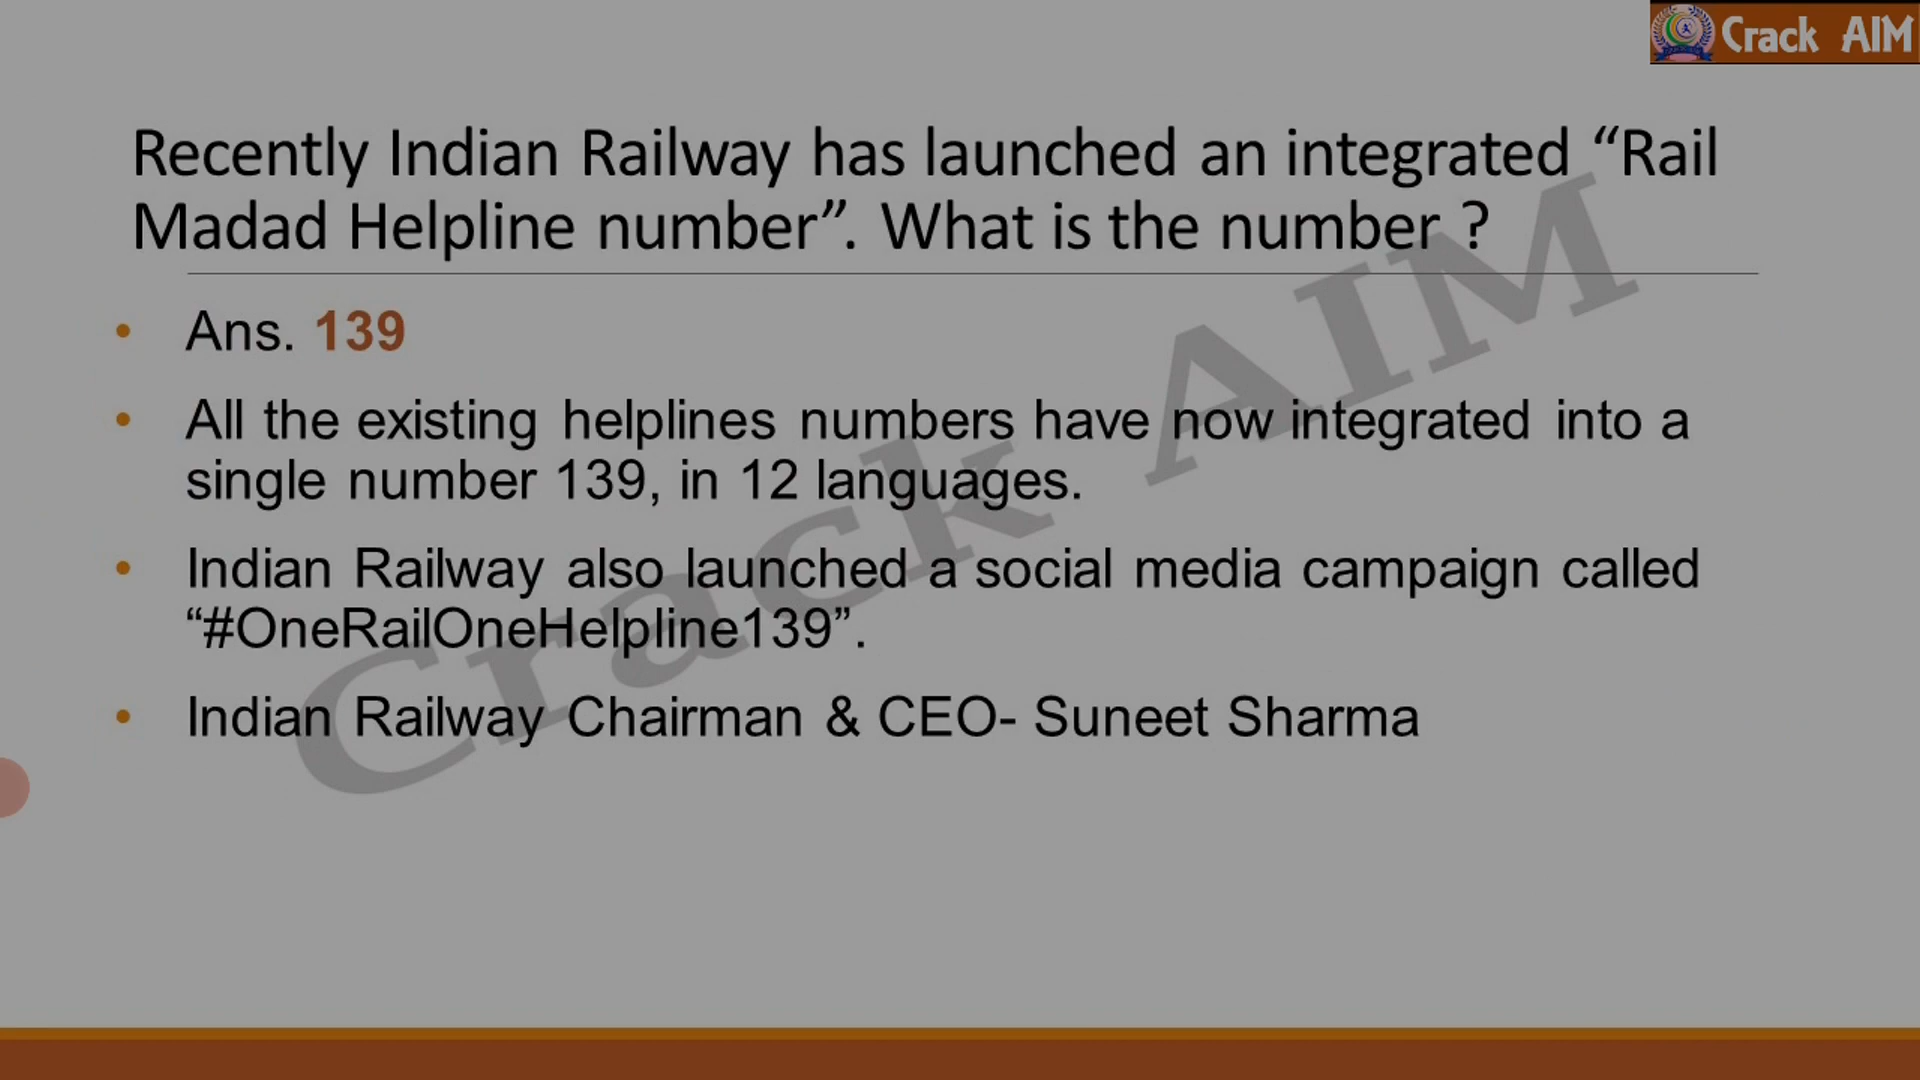 Crack AIM
Recently Indian Railway has launched an integrated “Rail
Madad Helpline number”. What is the number ?
• Ans. 139
• All the existing helplines numbers have now integrated into a
single number 139, in 12 languages.
• Indian Railway also launched a social media campaign called
“#OneRailOneHelpline139”.
• Indian Railway Chairman & CEO- Suneet Sharma
Crack AIM